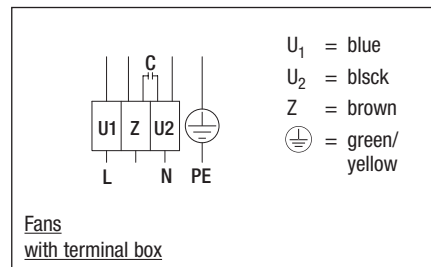 C
U1 Z U2
L N PE
U1 = blue
U2 = blsck
Z = brown
= green/
yellow
Fans
with terminal box